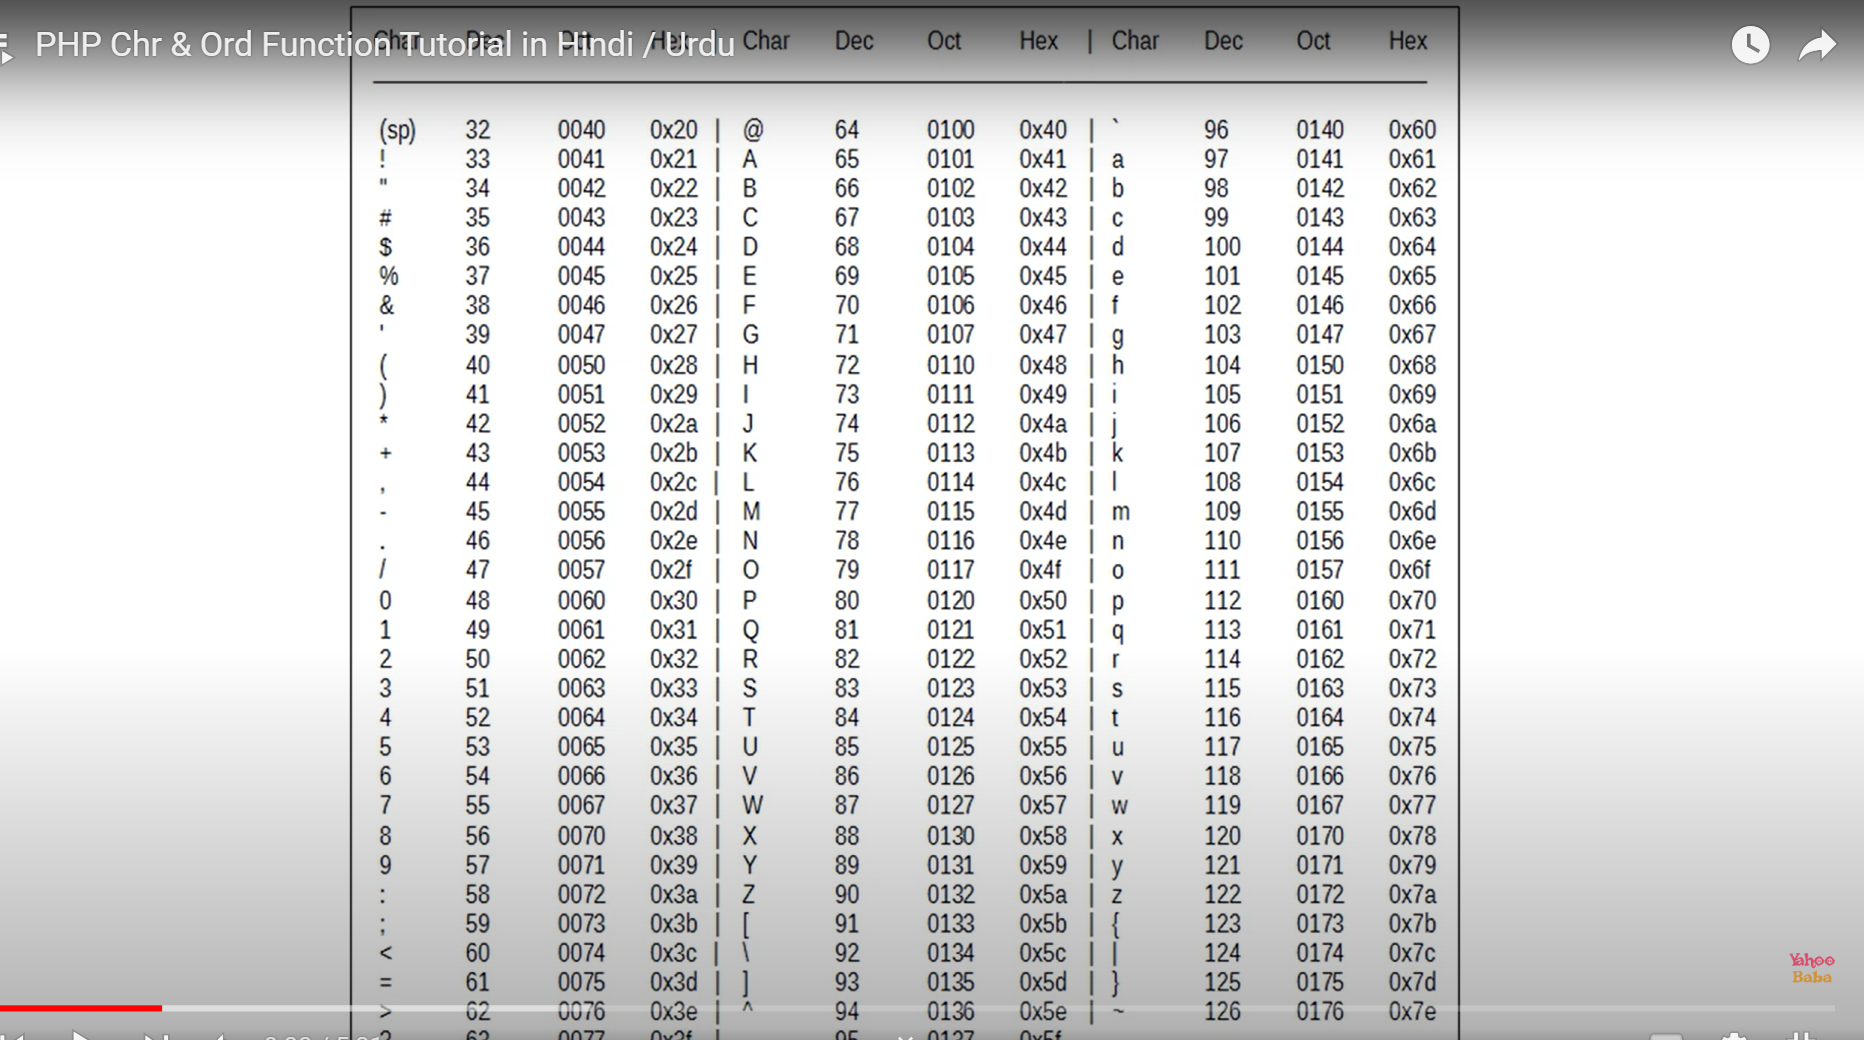 PHP Chr & Ord Function Tutorial in Hindi / Urdu
Char Dec Oct Hex | Char Dec Oct Hex | Char Dec Oct Hex
(sp) 32 0040 0x20 | @ 64 0100 0x40 | ` 96 0140 0x60
! 33 0041 0x21 | A 65 0101 0x41 | a 97 0141 0x61
" 34 0042 0x22 | B 66 0102 0x42 | b 98 0142 0x62
# 35 0043 0x23 | C 67 0103 0x43 | c 99 0143 0x63
$ 36 0044 0x24 | D 68 0104 0x44 | d 100 0144 0x64
% 37 0045 0x25 | E 69 0105 0x45 | e 101 0145 0x65
& 38 0046 0x26 | F 70 0106 0x46 | f 102 0146 0x66
' 39 0047 0x27 | G 71 0107 0x47 | g 103 0147 0x67
( 40 0050 0x28 | H 72 0110 0x48 | h 104 0150 0x68
) 41 0051 0x29 | I 73 0111 0x49 | i 105 0151 0x69
* 42 0052 0x2a | J 74 0112 0x4a | j 106 0152 0x6a
+ 43 0053 0x2b | K 75 0113 0x4b | k 107 0153 0x6b
, 44 0054 0x2c | L 76 0114 0x4c | l 108 0154 0x6c
- 45 0055 0x2d | M 77 0115 0x4d | m 109 0155 0x6d
. 46 0056 0x2e | N 78 0116 0x4e | n 110 0156 0x6e
/ 47 0057 0x2f | O 79 0117 0x4f | o 111 0157 0x6f
0 48 0060 0x30 | P 80 0120 0x50 | p 112 0160 0x70
1 49 0061 0x31 | Q 81 0121 0x51 | q 113 0161 0x71
2 50 0062 0x32 | R 82 0122 0x52 | r 114 0162 0x72
3 51 0063 0x33 | S 83 0123 0x53 | s 115 0163 0x73
4 52 0064 0x34 | T 84 0124 0x54 | t 116 0164 0x74
5 53 0065 0x35 | U 85 0125 0x55 | u 117 0165 0x75
6 54 0066 0x36 | V 86 0126 0x56 | v 118 0166 0x76
7 55 0067 0x37 | W 87 0127 0x57 | w 119 0167 0x77
8 56 0070 0x38 | X 88 0130 0x58 | x 120 0170 0x78
9 57 0071 0x39 | Y 89 0131 0x59 | y 121 0171 0x79
: 58 0072 0x3a | Z 90 0132 0x5a | z 122 0172 0x7a
; 59 0073 0x3b | [ 91 0133 0x5b | { 123 0173 0x7b
< 60 0074 0x3c | \ 92 0134 0x5c | | 124 0174 0x7c
= 61 0075 0x3d | ] 93 0135 0x5d | } 125 0175 0x7d
> 62 0076 0x3e | ^ 94 0136 0x5e | ~ 126 0176 0x7e
? 63 0077 0x3f | 95 0137 0x5f
Yahoo
Baba